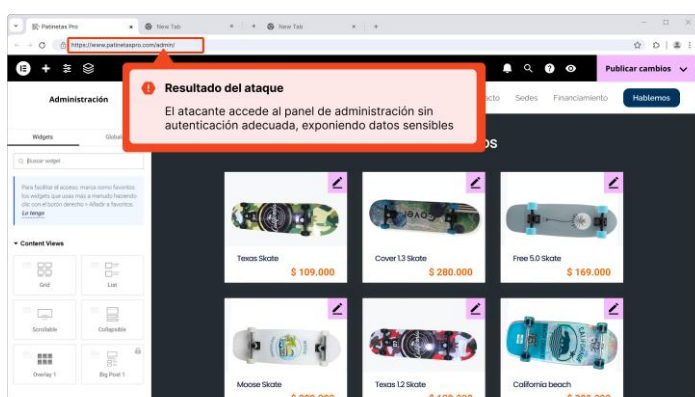 Patinetas Pro
New Tab
New Tab
https://www.patinetaspro.com/admin/
Publicar cambios
Resultado del ataque
El atacante accede al panel de administración sin
autenticación adecuada, exponiendo datos sensibles
Administración
Sedes
Financiamiento
Hablemos
Widgets
Buscar widget
Para facilitar el acceso, marca como favoritos
los widgets que usas más a menudo haciendo
clic con el botón derecho + Añadir a favoritos.
Lo tengo
Content Views
Grid
List
Scrollable
Collapsible
Overlay 1
Big Post 1
Texas Skate
$ 109.000
Cover 1.3 Skate
$ 280.000
Free 5.0 Skate
$ 169.000
Moose Skate
Texas 1.2 Skate
California beach